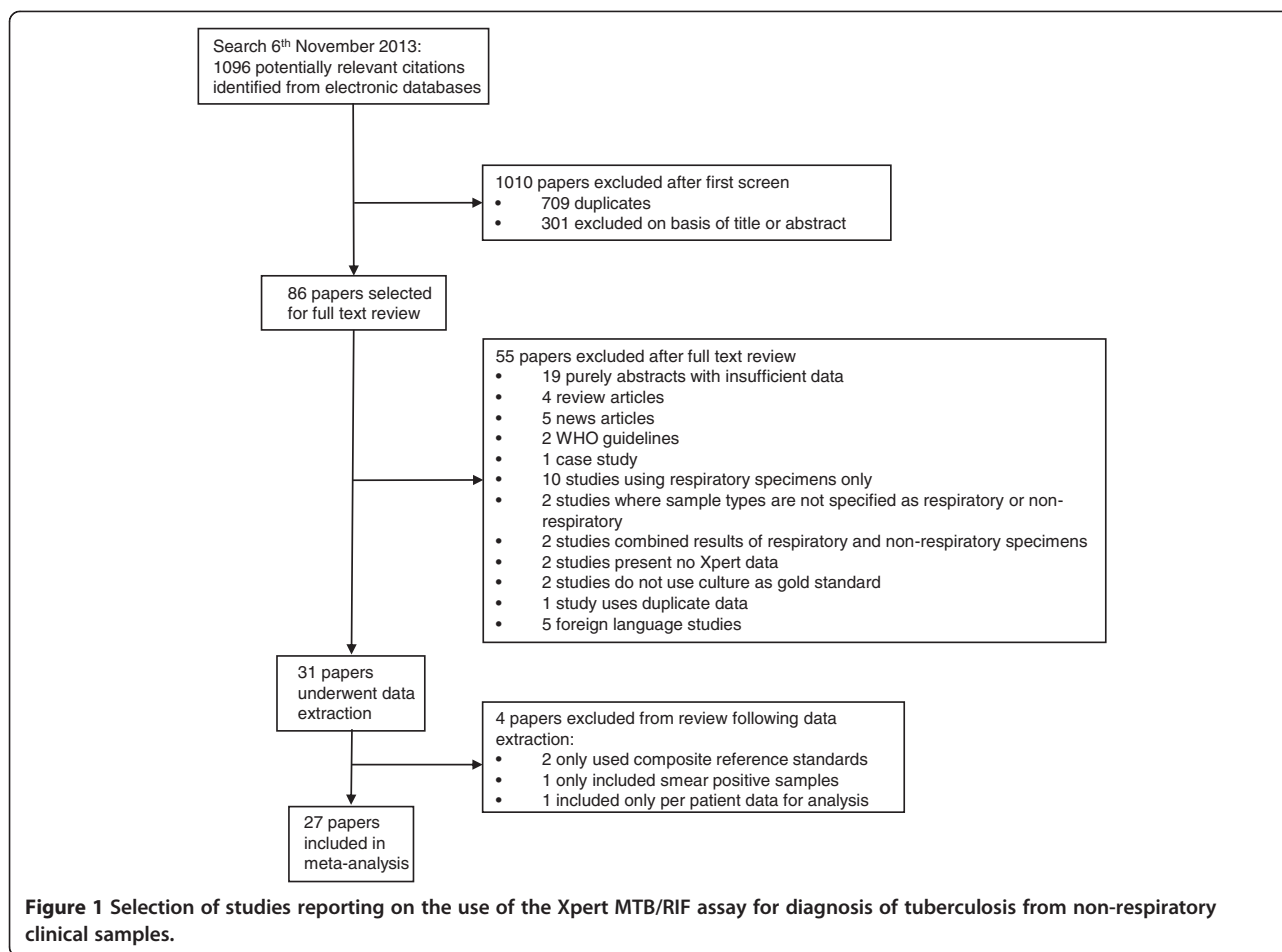 Search 6th November 2013:
1096 potentially relevant citations
identified from electronic databases
1010 papers excluded after first screen
• 709 duplicates
• 301 excluded on basis of title or abstract
86 papers selected
for full text review
55 papers excluded after full text review
• 19 purely abstracts with insufficient data
• 4 review articles
• 5 news articles
• 2 WHO guidelines
• 1 case study
• 10 studies using respiratory specimens only
• 2 studies where sample types are not specified as respiratory or non-
respiratory
• 2 studies combined results of respiratory and non-respiratory specimens
• 2 studies present no Xpert data
• 2 studies do not use culture as gold standard
• 1 study uses duplicate data
• 5 foreign language studies
31 papers
underwent data
extraction
4 papers excluded from review following data
extraction:
• 2 only used composite reference standards
• 1 only included smear positive samples
• 1 included only per patient data for analysis
27 papers
included in
meta-analysis
Figure 1 Selection of studies reporting on the use of the Xpert MTB/RIF assay for diagnosis of tuberculosis from non-respiratory
clinical samples.